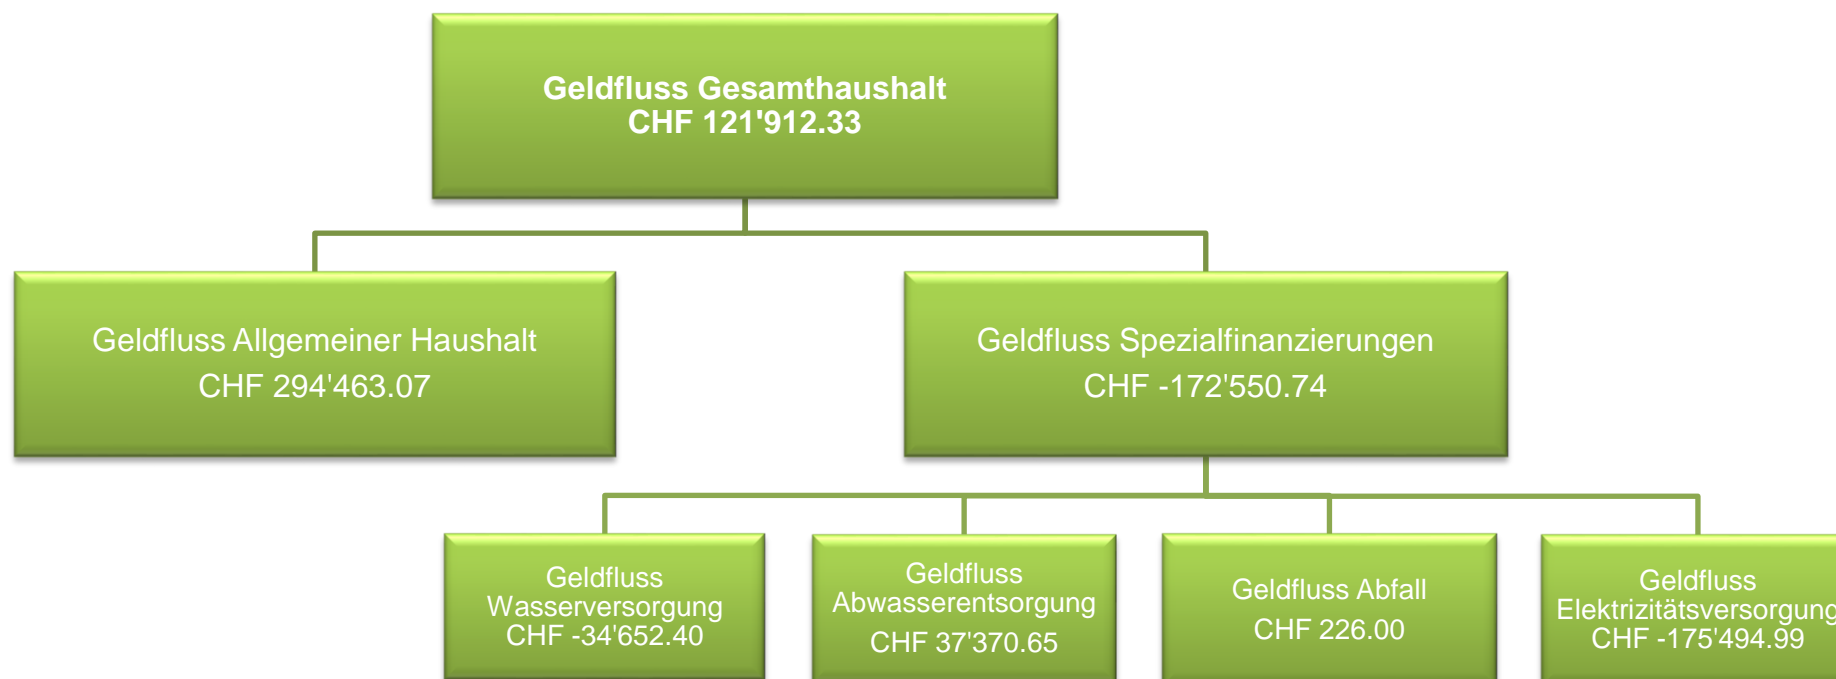 Geldfluss Gesamthaushalt
CHF 121'912.33
Geldfluss Allgemeiner Haushalt
CHF 294'463.07
Geldfluss Spezialfinanzierungen
CHF -172'550.74
Geldfluss
Wasserversorgung
CHF -34'652.40
Geldfluss
Abwasserentsorgung
CHF 37'370.65
Geldfluss Abfall
CHF 226.00
Geldfluss
Elektrizitätsversorgung
CHF -175'494.99